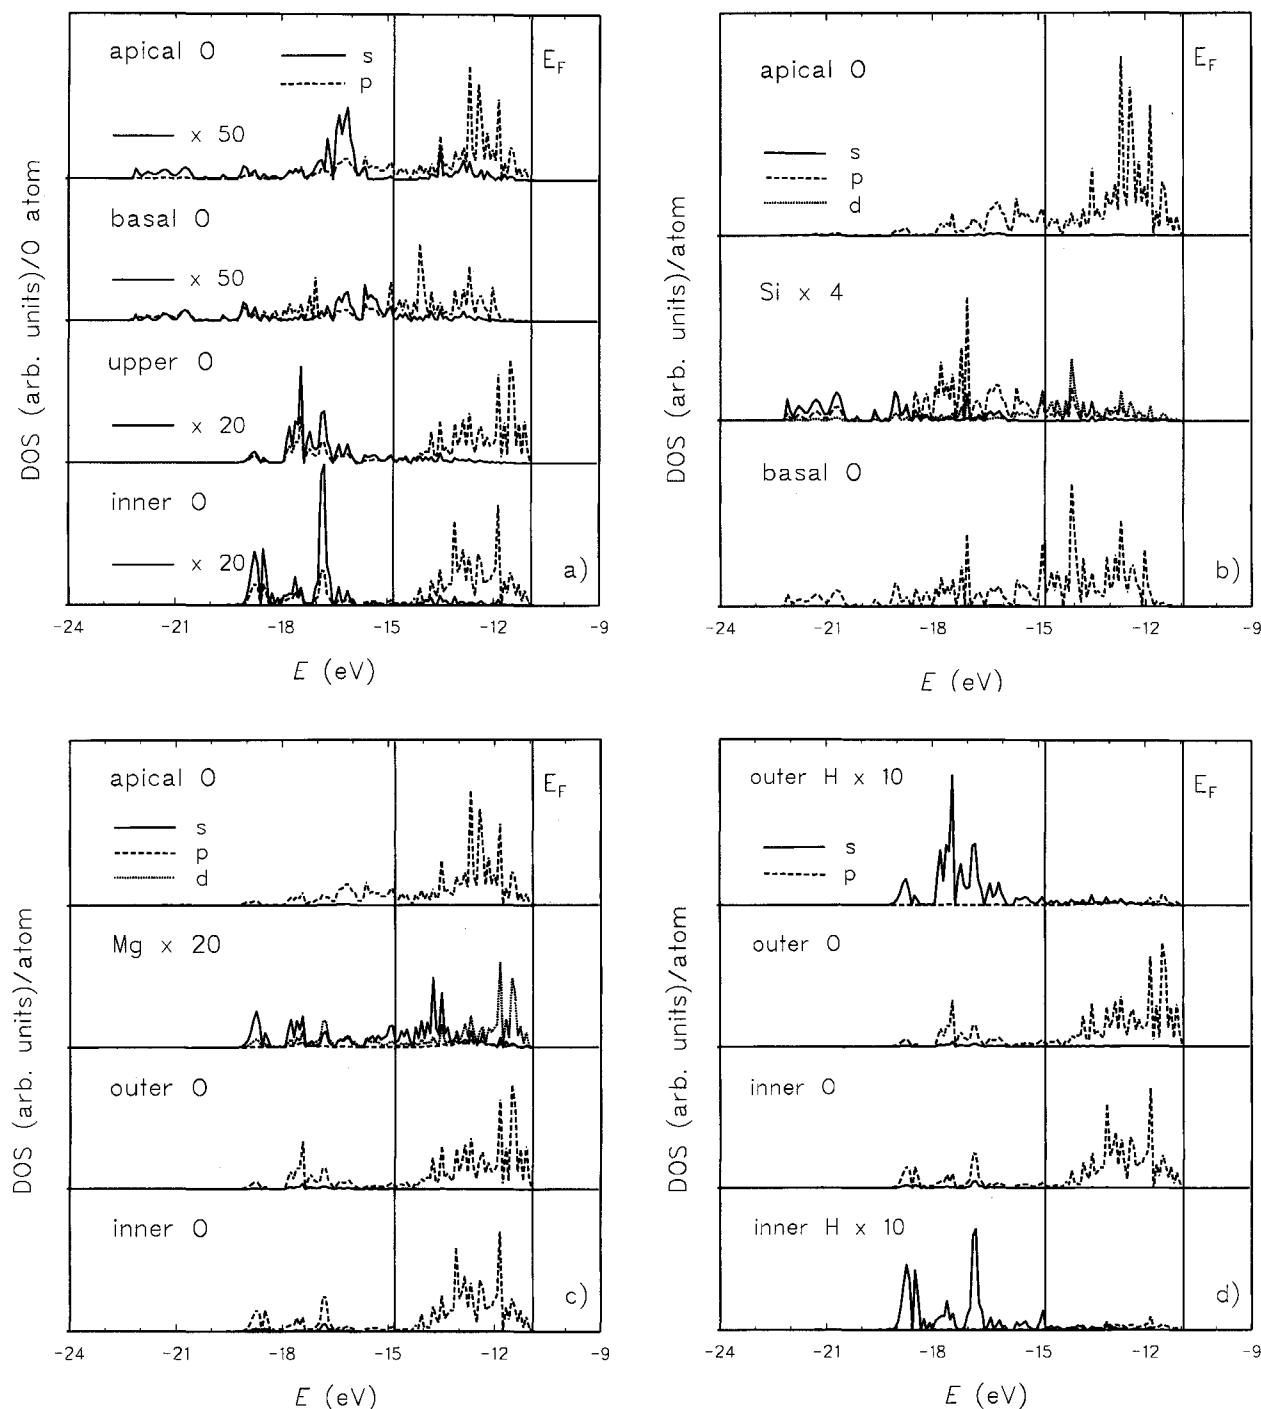 apical O
s
p
E_F
x 50
basal O
x 50
upper O
x 20
inner O
x 20
a)
DOS (arb. units)/O atom
-24 -21 -18 -15 -12 -9
E (eV)
apical O
E_F
s
p
d
Si x 4
basal O
b)
DOS (arb. units)/atom
-24 -21 -18 -15 -12 -9
E (eV)
apical O
E_F
s
p
d
Mg x 20
outer O
inner O
c)
DOS (arb. units)/atom
-24 -21 -18 -15 -12 -9
E (eV)
outer H x 10
E_F
s
p
outer O
inner O
inner H x 10
d)
DOS (arb. units)/atom
-24 -21 -18 -15 -12 -9
E (eV)